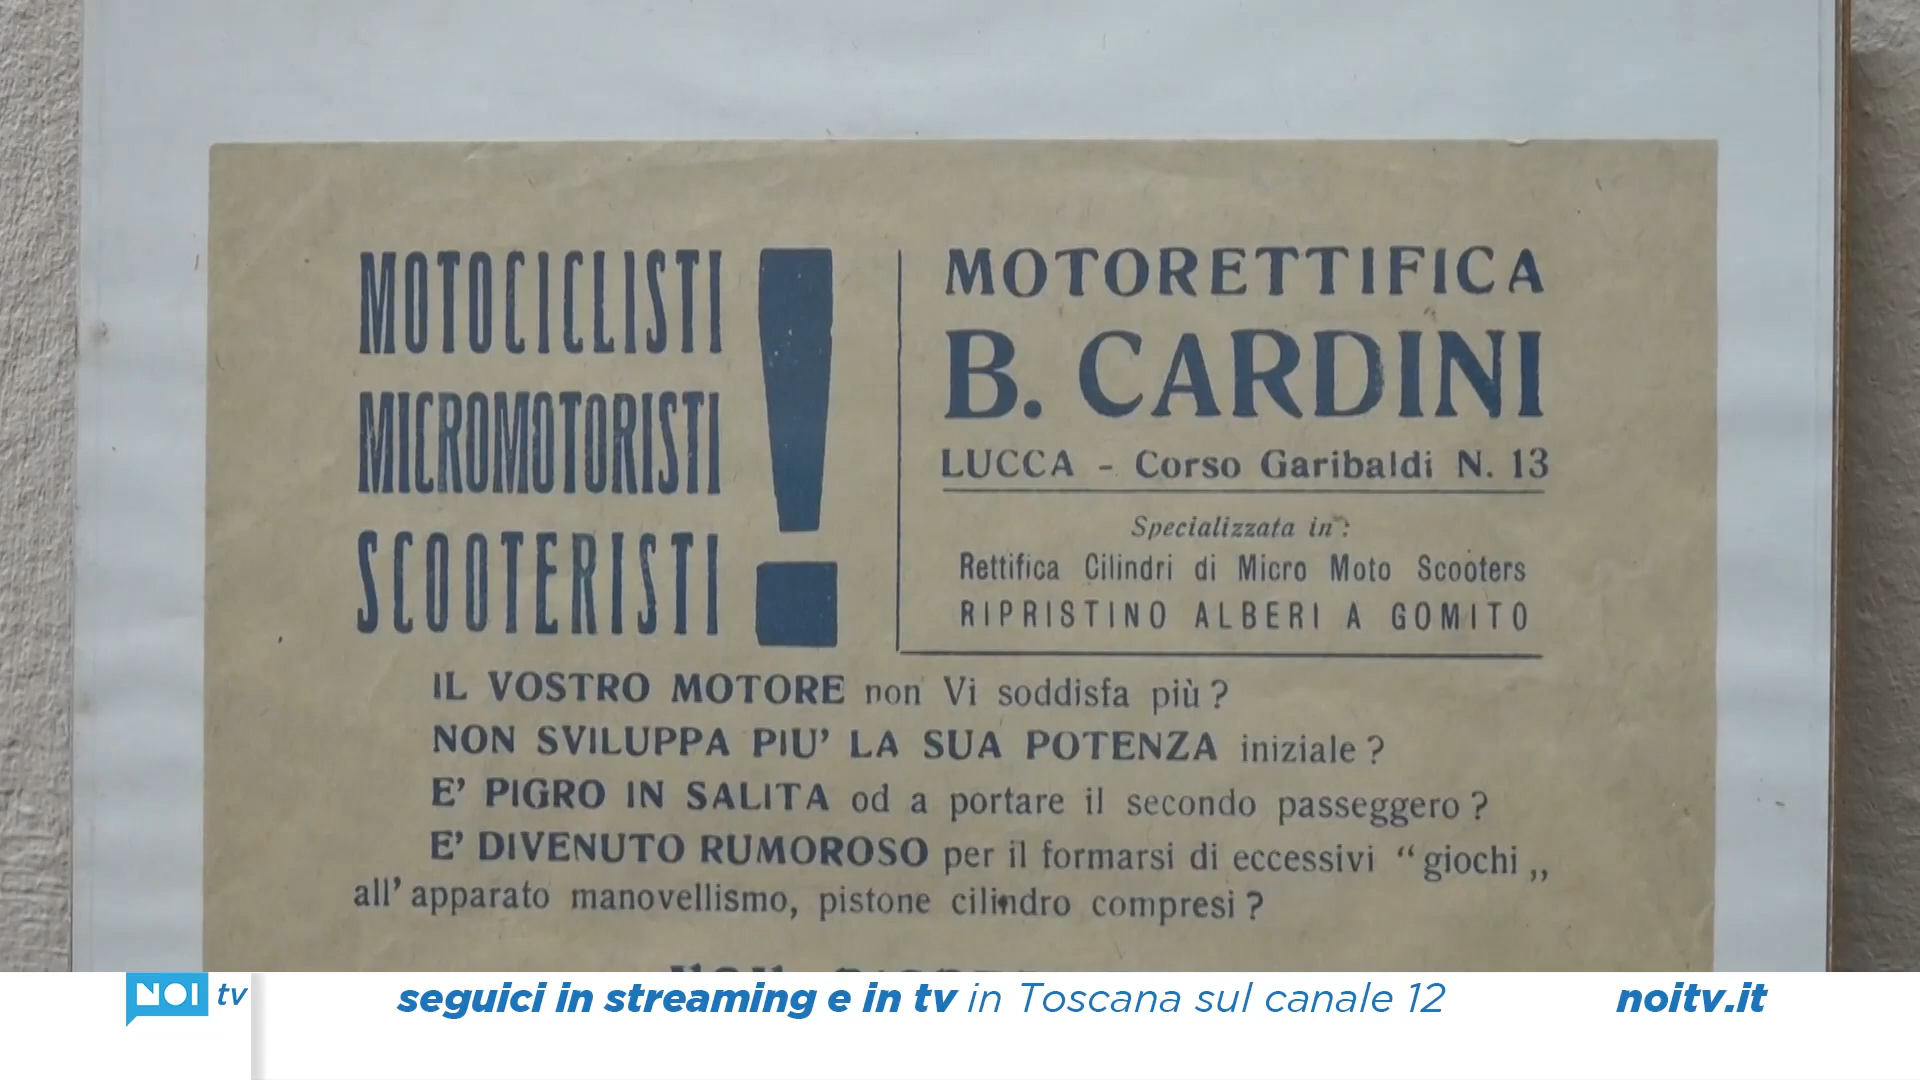 MOTOCICLISTI
MICROMOTORISTI
SCOOTERISTI
!
MOTORETTIFICA
B. CARDINI
LUCCA - Corso Garibaldi N. 13
Specializzata in :
Rettifica Cilindri di Micro Moto Scooters
RIPRISTINO ALBERI A GOMITO
IL VOSTRO MOTORE non Vi soddisfa più ?
NON SVILUPPA PIU' LA SUA POTENZA iniziale ?
E' PIGRO IN SALITA od a portare il secondo passeggero ?
E' DIVENUTO RUMOROSO per il formarsi di eccessivi “ giochi „
all' apparato manovellismo, pistone cilindro compresi ?
NOI tv
seguici in streaming e in tv in Toscana sul canale 12
noitv.it